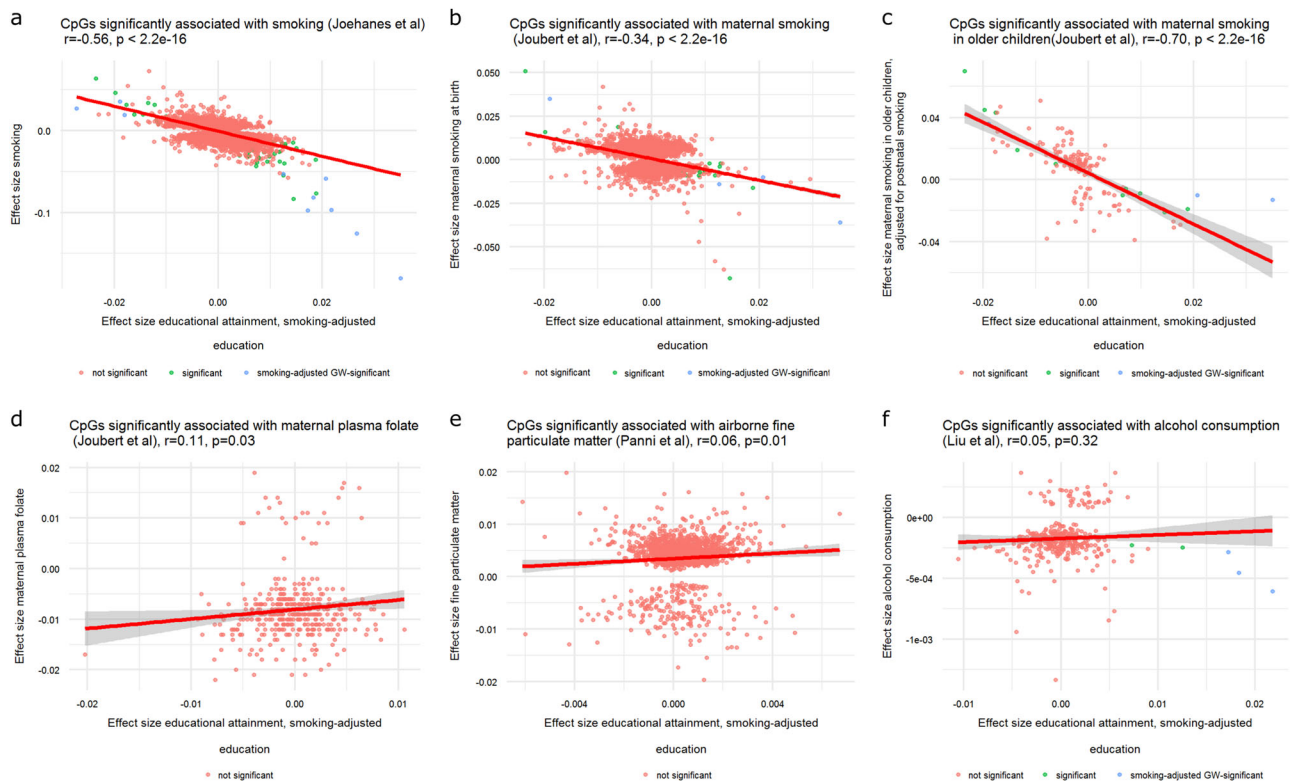 a
CpGs significantly associated with smoking (Joehanes et al)
r=-0.56, p < 2.2e-16
Effect size smoking
0.0
-0.1
-0.02
0.00
0.02
Effect size educational attainment, smoking-adjusted
education
not significant
significant
smoking-adjusted GW-significant
b
CpGs significantly associated with maternal smoking
(Joubert et al), r=-0.34, p < 2.2e-16
Effect size maternal smoking at birth
0.050
0.025
0.000
-0.025
-0.050
-0.02
0.00
0.02
Effect size educational attainment, smoking-adjusted
education
not significant
significant
smoking-adjusted GW-significant
c
CpGs significantly associated with maternal smoking
in older children(Joubert et al), r=-0.70, p < 2.2e-16
Effect size maternal smoking in older children,
adjusted for postnatal smoking
0.04
0.00
-0.04
-0.02
0.00
0.02
Effect size educational attainment, smoking-adjusted
education
not significant
significant
smoking-adjusted GW-significant
d
CpGs significantly associated with maternal plasma folate
(Joubert et al), r=0.11, p=0.03
Effect size maternal plasma folate
0.02
0.01
0.00
-0.01
-0.02
-0.02
-0.01
0.00
0.01
Effect size educational attainment, smoking-adjusted
education
not significant
e
CpGs significantly associated with airborne fine
particulate matter (Panni et al), r=0.06, p=0.01
Effect size fine particulate matter
0.02
0.01
0.00
-0.01
-0.02
-0.004
0.000
0.004
Effect size educational attainment, smoking-adjusted
education
not significant
f
CpGs significantly associated with alcohol consumption
(Liu et al), r=0.05, p=0.32
Effect size alcohol consumption
0e+00
-5e-04
-1e-03
-0.01
0.00
0.01
0.02
Effect size educational attainment, smoking-adjusted
education
not significant
significant
smoking-adjusted GW-significant